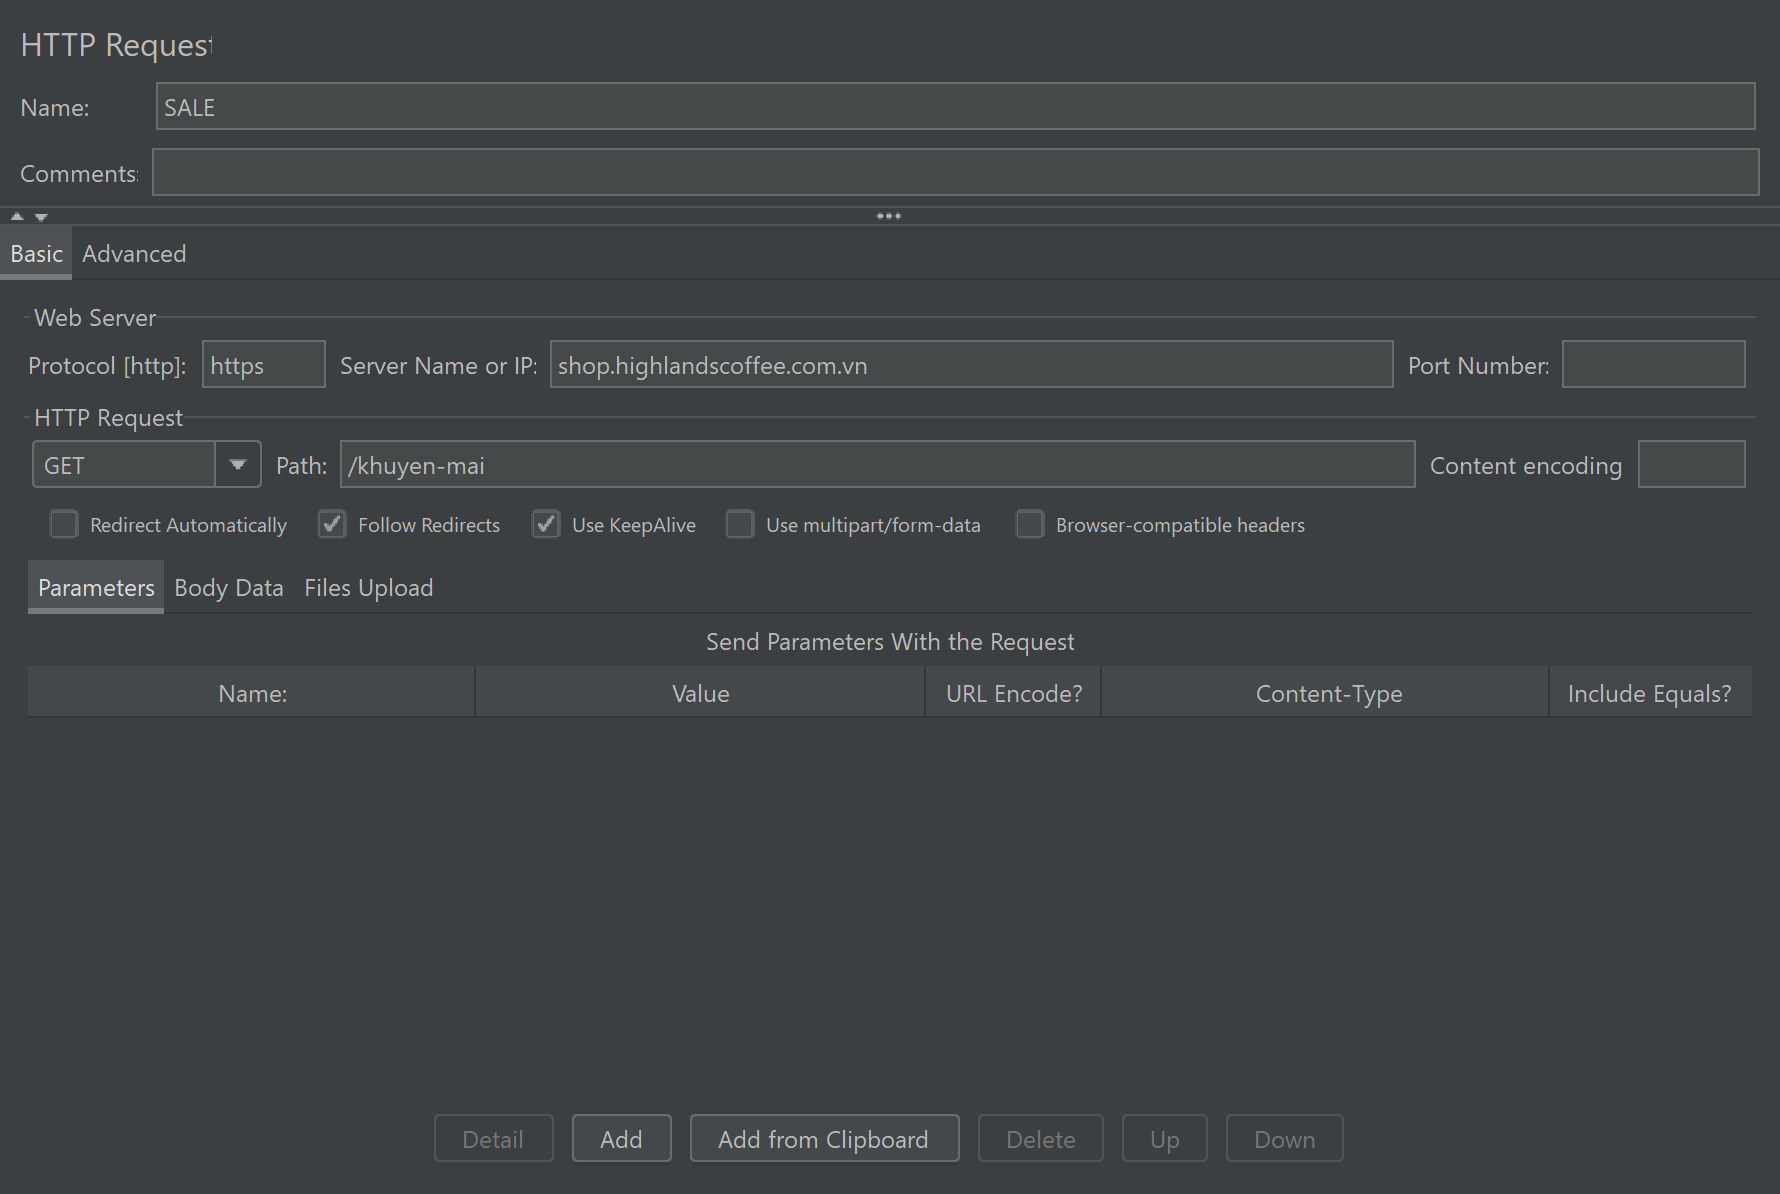 HTTP Request
Name: SALE
Comments:
Basic Advanced
Web Server
Protocol [http]: https Server Name or IP: shop.highlandscoffee.com.vn Port Number:
HTTP Request
GET Path: /khuyen-mai Content encoding
Redirect Automatically Follow Redirects Use KeepAlive Use multipart/form-data Browser-compatible headers
Parameters Body Data Files Upload
Send Parameters With the Request
Name: Value URL Encode? Content-Type Include Equals?
Detail Add Add from Clipboard Delete Up Down